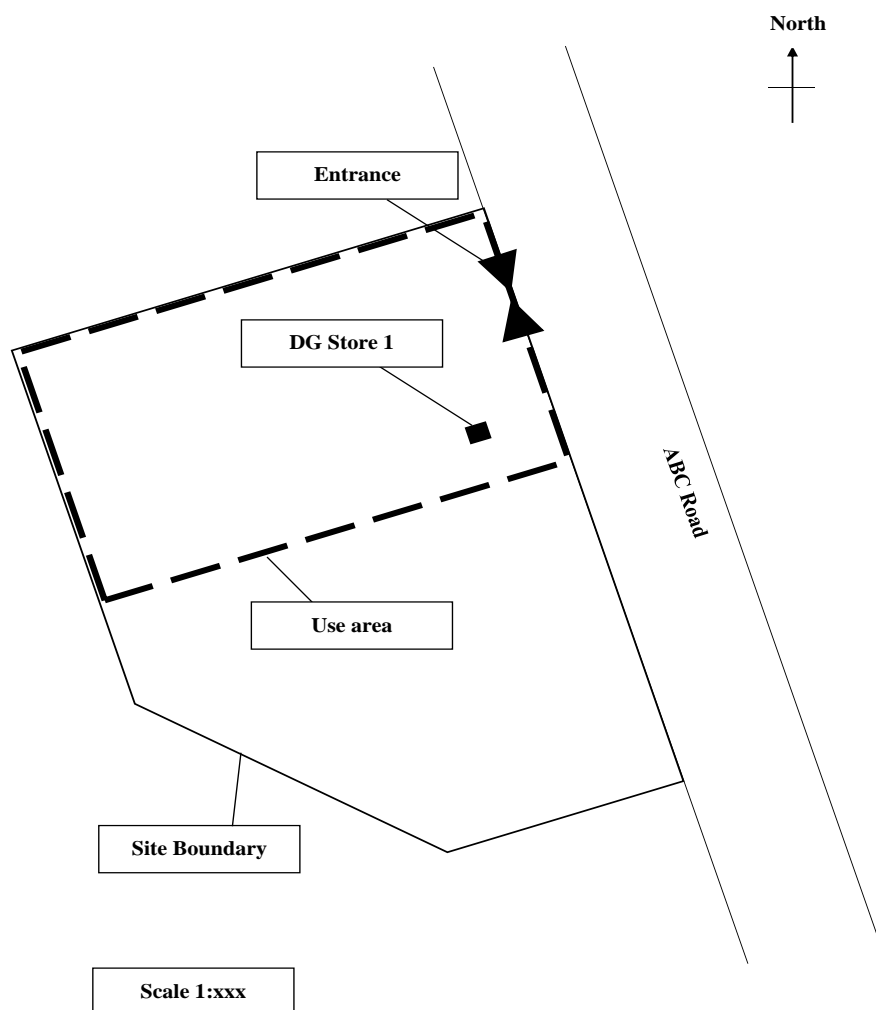 North
Entrance
DG Store 1
ABC Road
Use area
Site Boundary
Scale 1:xxx